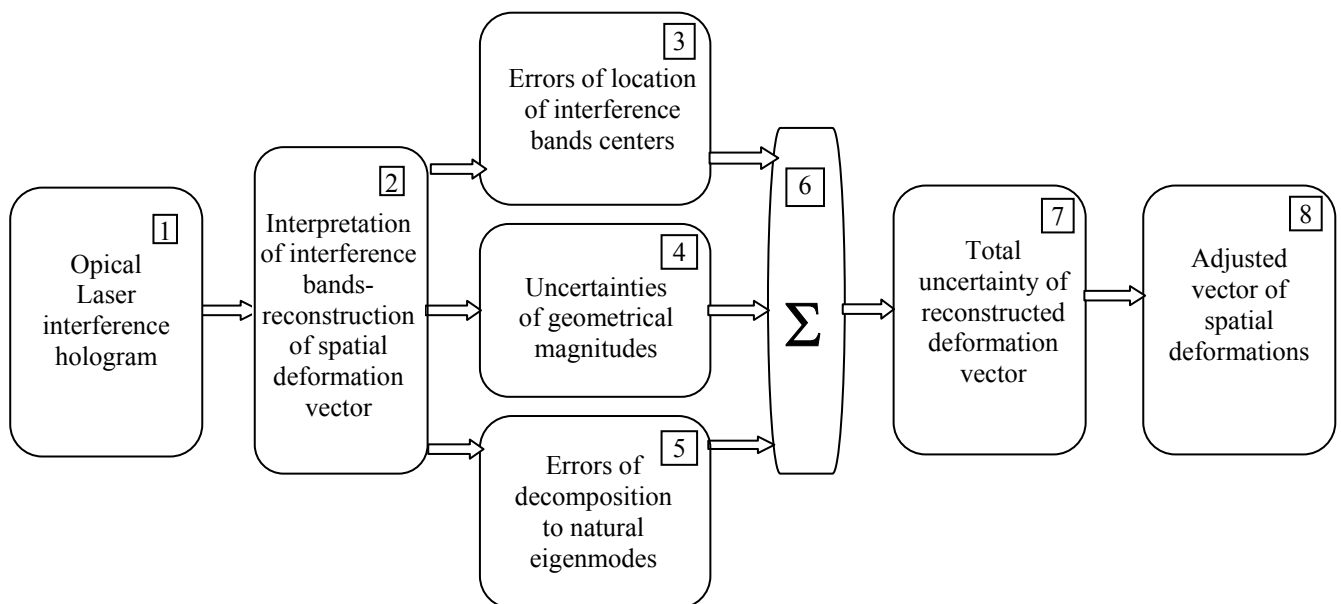 1
Opical
Laser
interference
hologram
2
Interpretation
of interference
bands-
reconstruction
of spatial
deformation
vector
3
Errors of location
of interference
bands centers
4
Uncertainties
of geometrical
magnitudes
5
Errors of
decomposition
to natural
eigenmodes
6
Σ
7
Total
uncertainty of
reconstructed
deformation
vector
8
Adjusted
vector of
spatial
deformations